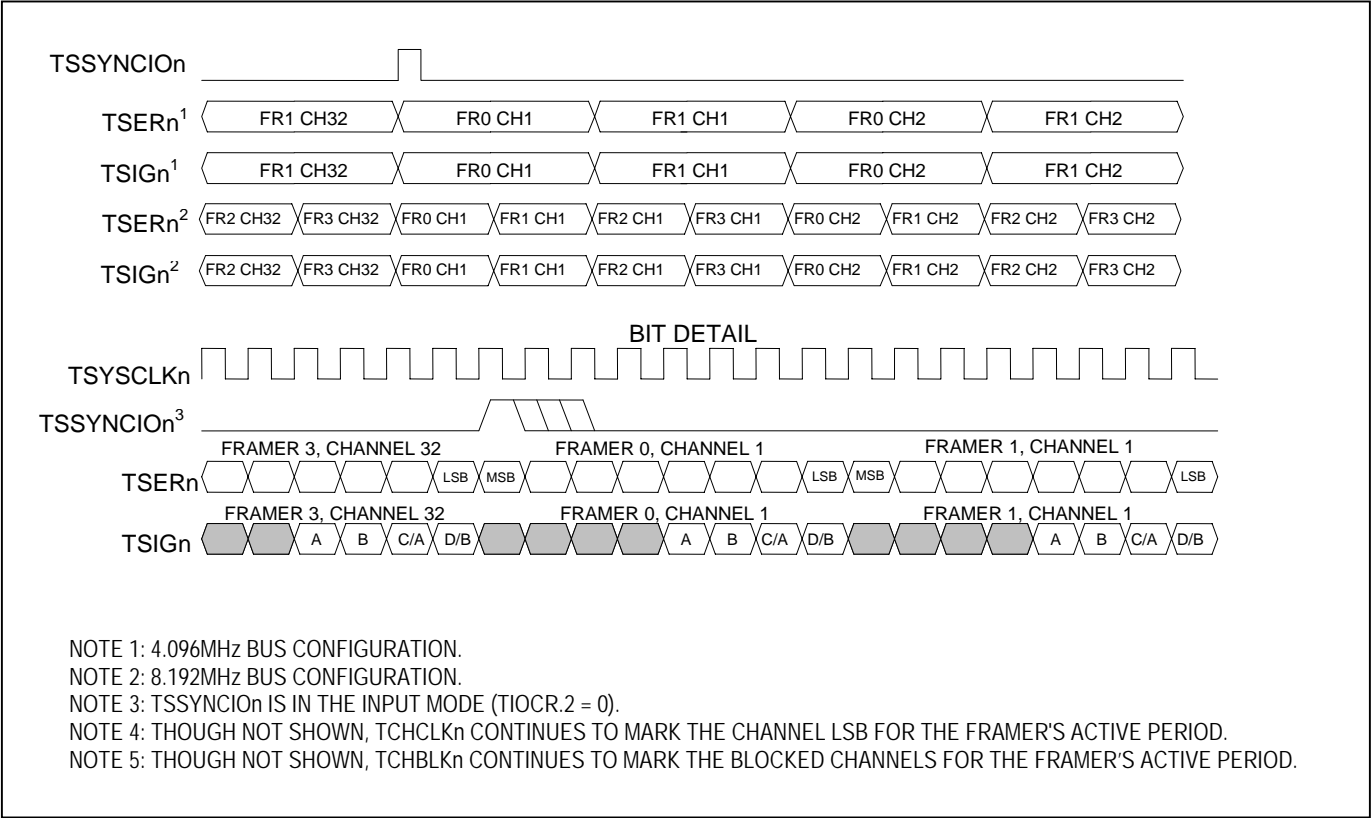 TSSYNCIOn
TSERn1 FR1 CH32 FR0 CH1 FR1 CH1 FR0 CH2 FR1 CH2
TSIGn1 FR1 CH32 FR0 CH1 FR1 CH1 FR0 CH2 FR1 CH2
TSERn2 FR2 CH32 FR3 CH32 FR0 CH1 FR1 CH1 FR2 CH1 FR3 CH1 FR0 CH2 FR1 CH2 FR2 CH2 FR3 CH2
TSIGn2 FR2 CH32 FR3 CH32 FR0 CH1 FR1 CH1 FR2 CH1 FR3 CH1 FR0 CH2 FR1 CH2 FR2 CH2 FR3 CH2
BIT DETAIL
TSYSCLKn
TSSYNCIOn3
FRAMER 3, CHANNEL 32 FRAMER 0, CHANNEL 1 FRAMER 1, CHANNEL 1
TSERn LSB MSB LSB MSB LSB
FRAMER 3, CHANNEL 32 FRAMER 0, CHANNEL 1 FRAMER 1, CHANNEL 1
TSIGn A B C/A D/B A B C/A D/B A B C/A D/B
NOTE 1: 4.096MHz BUS CONFIGURATION.
NOTE 2: 8.192MHz BUS CONFIGURATION.
NOTE 3: TSSYNCIOn IS IN THE INPUT MODE (TIOCR.2 = 0).
NOTE 4: THOUGH NOT SHOWN, TCHCLKn CONTINUES TO MARK THE CHANNEL LSB FOR THE FRAMER'S ACTIVE PERIOD.
NOTE 5: THOUGH NOT SHOWN, TCHBLKn CONTINUES TO MARK THE BLOCKED CHANNELS FOR THE FRAMER’S ACTIVE PERIOD.